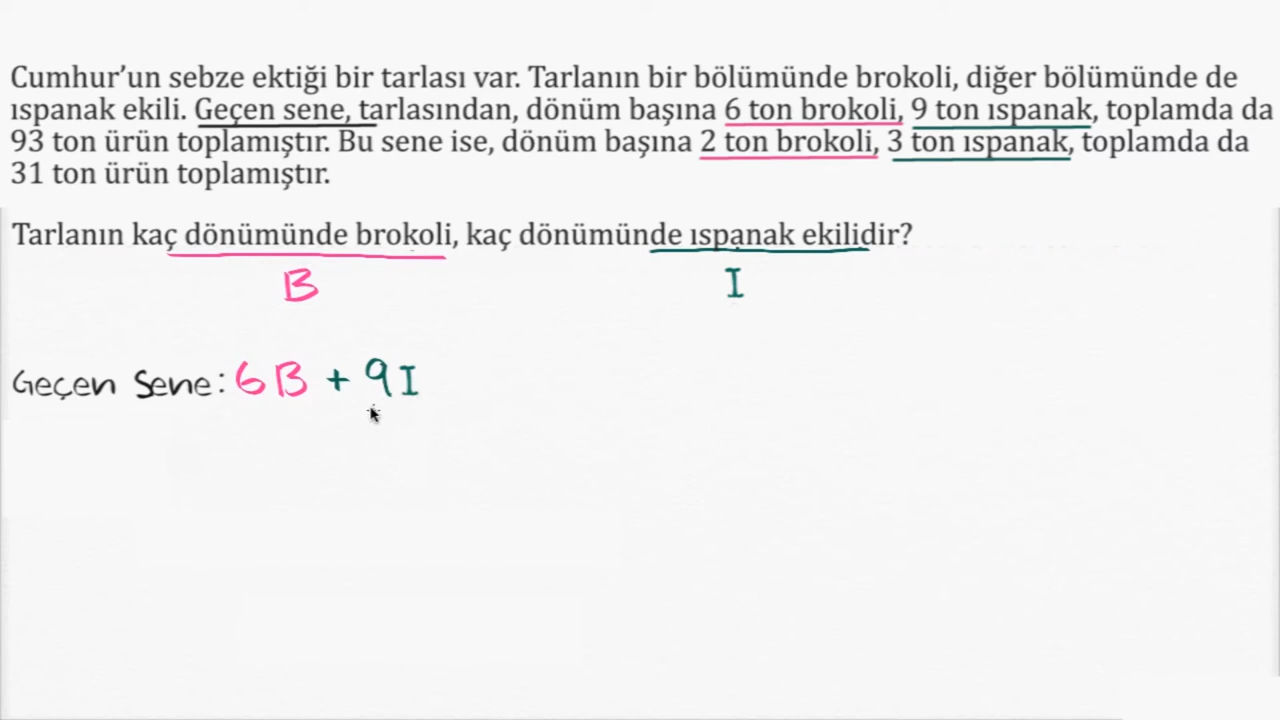 Cumhur’un sebze ektiği bir tarlası var. Tarlanın bir bölümünde brokoli, diğer bölümünde de
ıspanak ekili. Geçen sene, tarlasından, dönüm başına 6 ton brokoli, 9 ton ıspanak, toplamda da
93 ton ürün toplamıştır. Bu sene ise, dönüm başına 2 ton brokoli, 3 ton ıspanak, toplamda da
31 ton ürün toplamıştır.
Tarlanın kaç dönümünde brokoli, kaç dönümünde ıspanak ekilidir?
B I
Geçen Sene: 6B + 9I